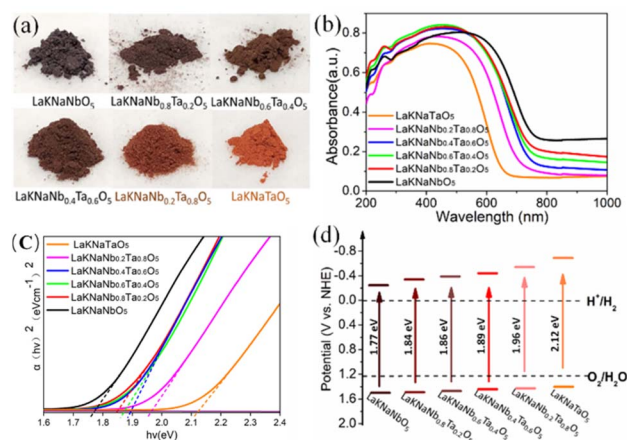 (a)
LaKNaNbO₅ LaKNaNb₀.₈Ta₀.₂O₅ LaKNaNb₀.₆Ta₀.₄O₅
LaKNaNb₀.₄Ta₀.₆O₅ LaKNaNb₀.₂Ta₀.₈O₅ LaKNaTaO₅
(b)
Absorbance(a.u.)
0.8
0.6
0.4
0.2
0.0
LaKNaTaO₅
LaKNaNb₀.₂Ta₀.₈O₅
LaKNaNb₀.₄Ta₀.₆O₅
LaKNaNb₀.₆Ta₀.₄O₅
LaKNaNb₀.₈Ta₀.₂O₅
LaKNaNbO₅
200 400 600 800 1000
Wavelength (nm)
(C)
α (hv) ² (eVcm⁻¹) ²
LaKNaTaO₅
LaKNaNb₀.₂Ta₀.₈O₅
LaKNaNb₀.₄Ta₀.₆O₅
LaKNaNb₀.₆Ta₀.₄O₅
LaKNaNb₀.₈Ta₀.₂O₅
LaKNaNbO₅
1.6 1.7 1.8 1.9 2.0 2.1 2.2 2.3 2.4
hv(eV)
(d)
Potential (V vs. NHE)
-0.8
-0.4
0.0
0.4
0.8
1.2
1.6
2.0
H⁺/H₂
O₂/H₂O
1.77 eV
1.84 eV
1.86 eV
1.89 eV
1.96 eV
2.12 eV
LaKNaNbO₅
LaKNaNb₀.₈Ta₀.₂O₅
LaKNaNb₀.₆Ta₀.₄O₅
LaKNaNb₀.₄Ta₀.₆O₅
LaKNaNb₀.₂Ta₀.₈O₅
LaKNaTaO₅